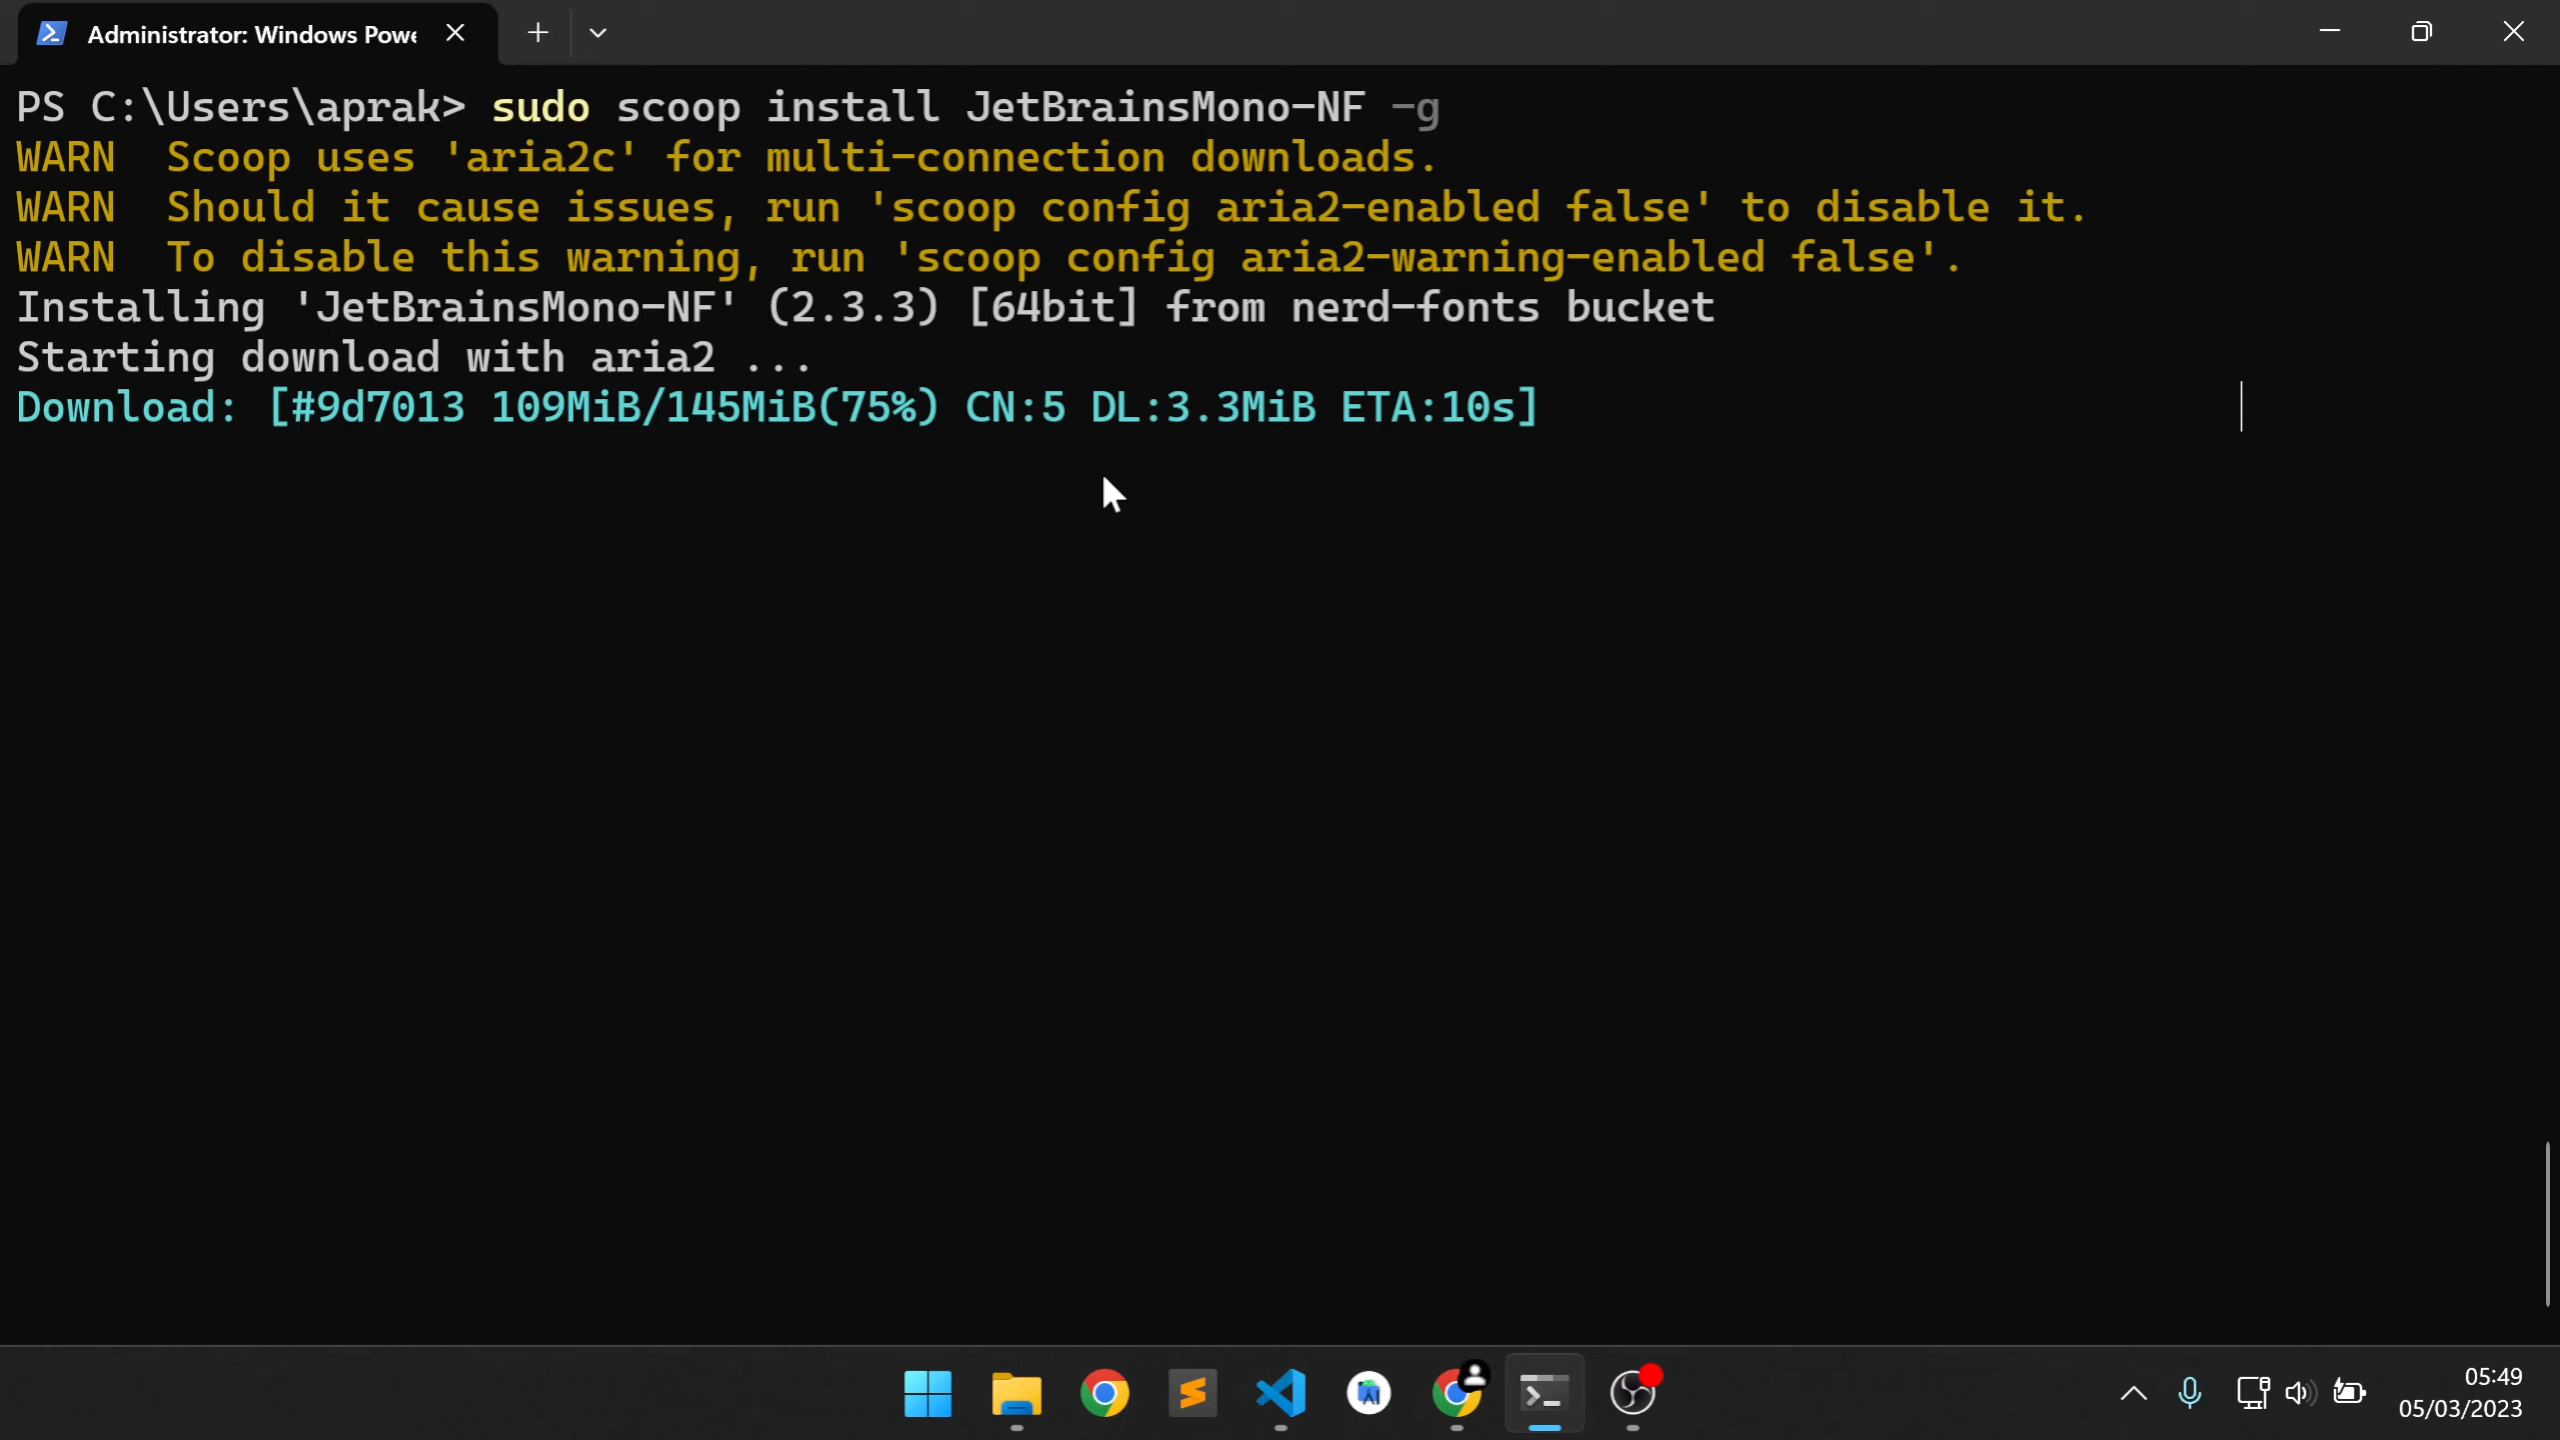 Administrator: Windows Powe
PS C:\Users\aprak> sudo scoop install JetBrainsMono-NF -g
WARN  Scoop uses 'aria2c' for multi-connection downloads.
WARN  Should it cause issues, run 'scoop config aria2-enabled false' to disable it.
WARN  To disable this warning, run 'scoop config aria2-warning-enabled false'.
Installing 'JetBrainsMono-NF' (2.3.3) [64bit] from nerd-fonts bucket
Starting download with aria2 ...
Download: [#9d7013 109MiB/145MiB(75%) CN:5 DL:3.3MiB ETA:10s]
05:49
05/03/2023